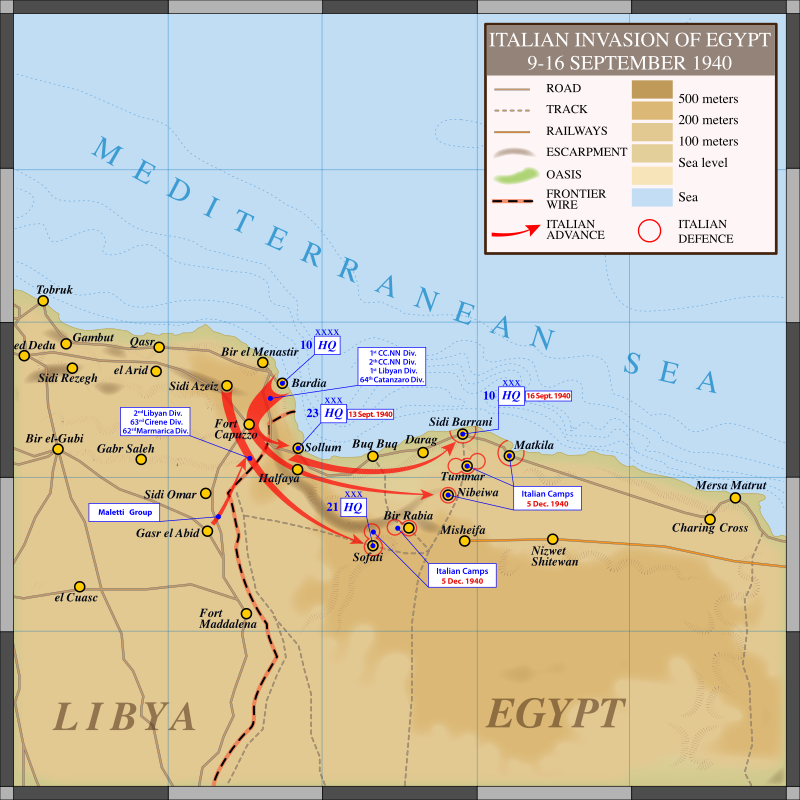 ITALIAN INVASION OF EGYPT
9-16 SEPTEMBER 1940
ROAD
TRACK
RAILWAYS
ESCARPMENT
OASIS
FRONTIER
WIRE
ITALIAN
ADVANCE
500 meters
200 meters
100 meters
Sea level
Sea
ITALIAN
DEFENCE
MEDITERRANEAN SEA
Tobruk
ed Dedu
Gambut
Qasr
Sidi Rezegh
el Arid
Bir el Menastir
Sidi Azeiz
Bardia
XXXX
10 HQ
1st CC.NN Div.
2th CC.NN Div.
1st Libyan Div.
64th Catanzaro Div.
2nd Libyan Div.
63rd Cirene Div.
62nd Marmarica Div.
Fort
Capuzzo
XXX
23 HQ 13 Sept. 1940
Sollum
XXX
10 HQ 16 Sept. 1940
Sidi Barrani
Bir el-Gubi
Gabr Saleh
Buq Buq
Darag
Matkila
Halfaya
Tummar
Nibeiwa
Italian Camps
5 Dec. 1940
Mersa Matrut
Charing Cross
Sidi Omar
Maletti Group
Gasr el Abid
XXX
21 HQ
Bir Rabia
Sofati
Misheifa
Nizwet
Shitewan
Italian Camps
5 Dec. 1940
el Cuasc
Fort
Maddalena
LIBYA
EGYPT